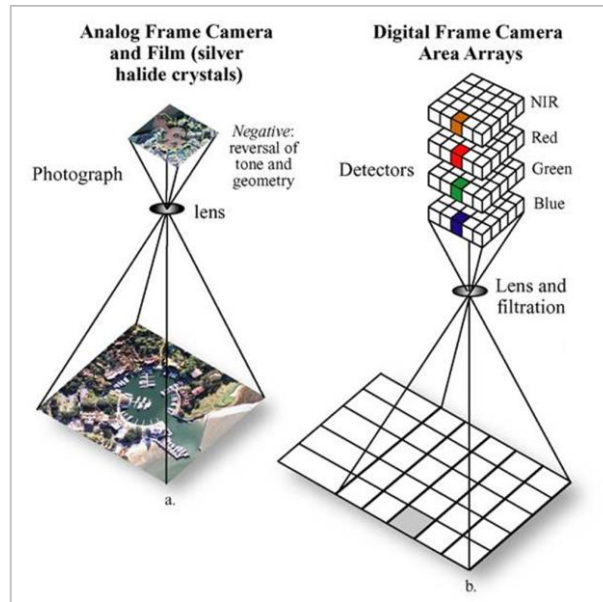 Analog Frame Camera
and Film (silver
halide crystals)
Negative:
reversal of
tone and
geometry
Photograph
lens
a.
Digital Frame Camera
Area Arrays
NIR
Red
Green
Blue
Detectors
Lens and
filtration
b.